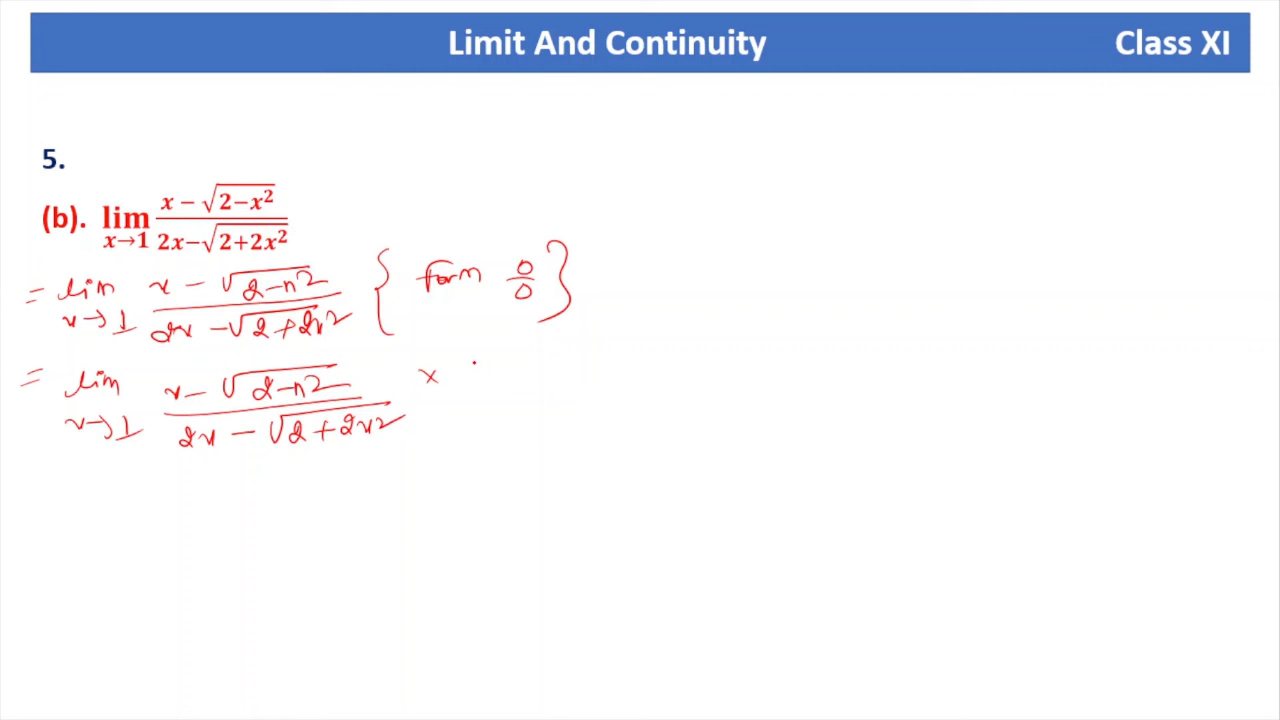 Limit And Continuity Class XI
5.
(b). lim x→1 (x − √(2−x²))/(2x−√(2+2x²))
= lim x→1 (x − √(2−x²))/(2x − √(2+2x²)) { form 0/0 }
= lim x→1 (x − √(2−x²))/(2x − √(2+2x²)) ×